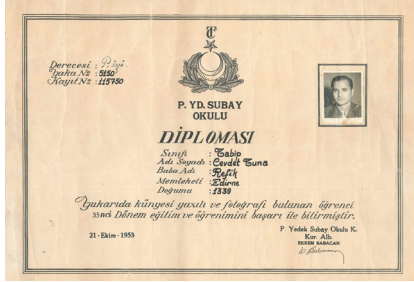 TC
Derecesi : P. iyi
Yaka No : 5150
Kayıt No : 115750
P. YD. SUBAY
OKULU
DİPLOMASI
Sınıfı : Tabip
Adı Soyadı : Cevdet Tuna
Baba Adı : Refik
Memleketi : Edirne
Doğumu : 1339
Yukarıda künyesi yazılı ve fotoğrafı bulunan öğrenci
35nci Dönem eğitim ve öğrenimini başarı ile bitirmiştir.
21 - Ekim - 1953
P Yedek Subay Okulu K.
Kur. Alb.
EKREM BABACAN